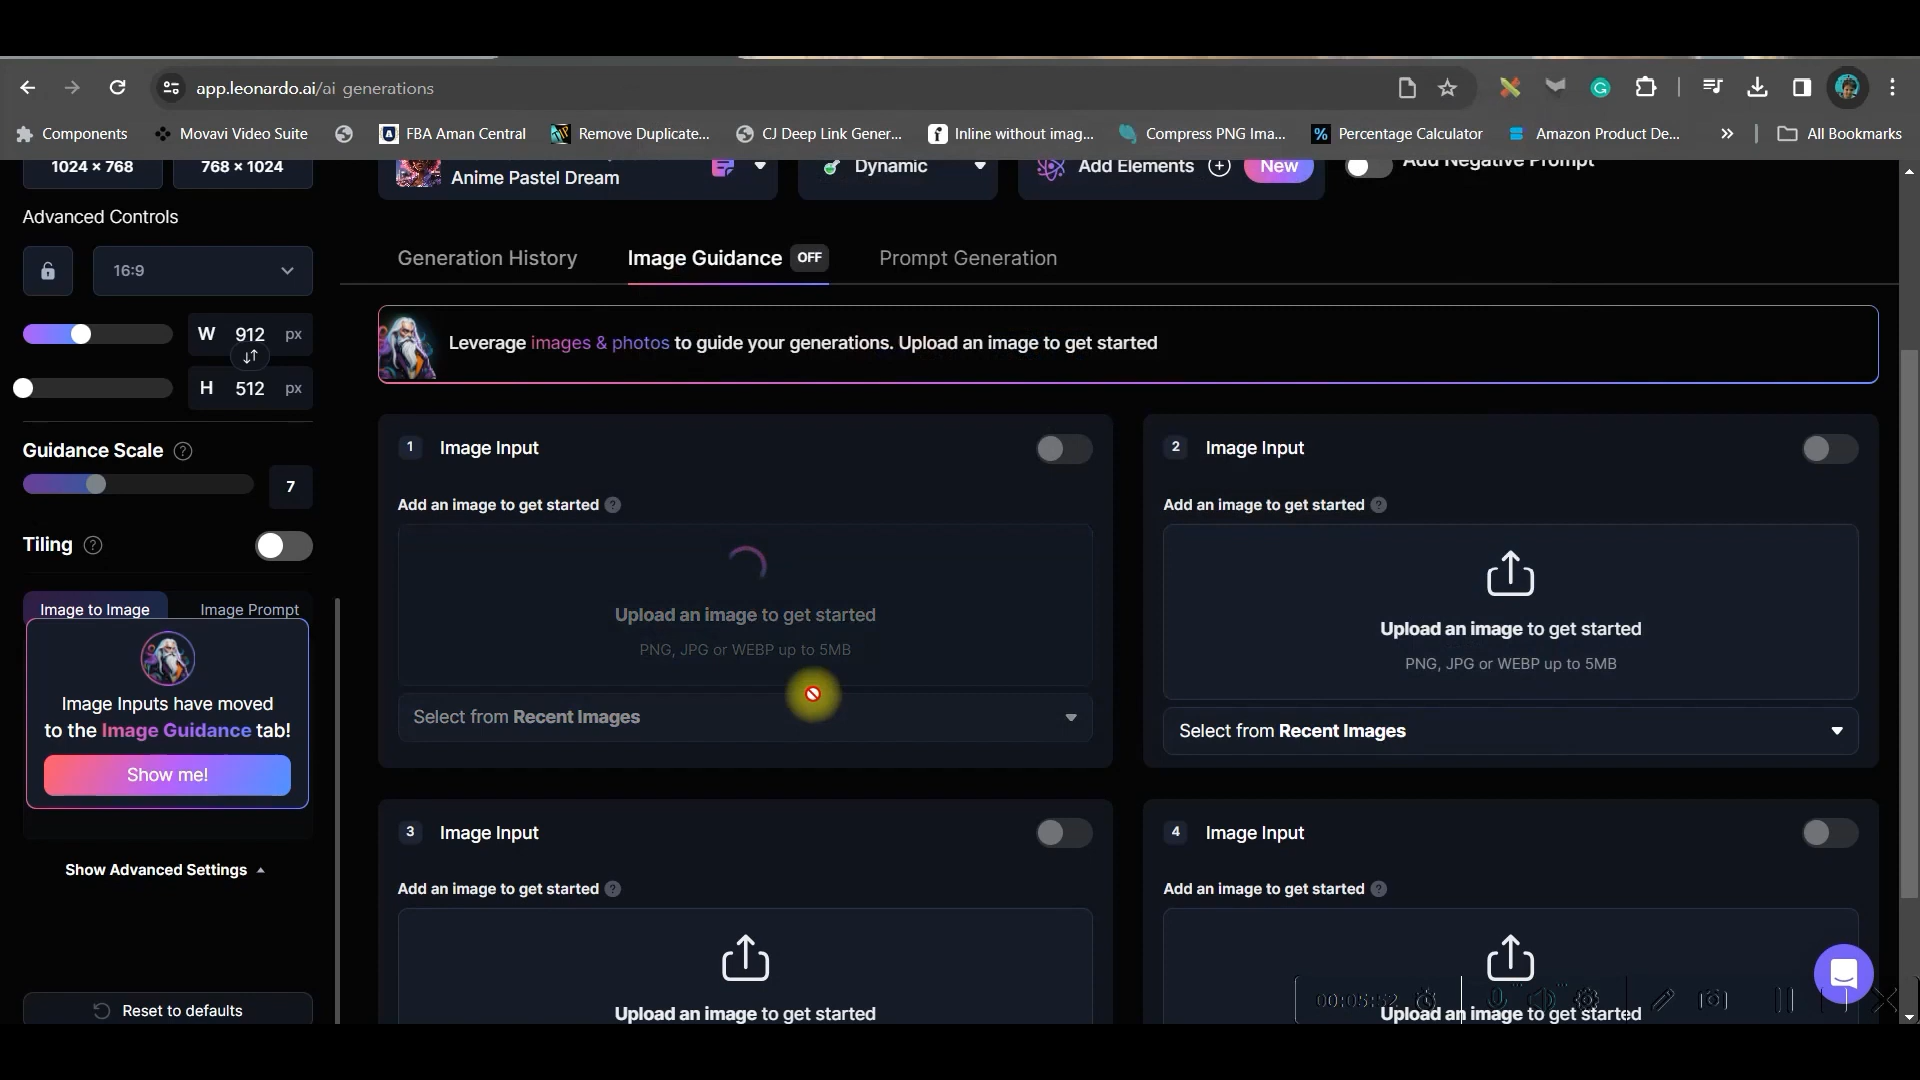 app.leonardo.ai/ai generations
Components
Movavi Video Suite
FBA Aman Central
Remove Duplicate...
CJ Deep Link Gener...
Inline without imag...
Compress PNG Ima...
Percentage Calculator
Amazon Product De...
All Bookmarks
1024 × 768
768 × 1024
Anime Pastel Dream
Dynamic
Add Elements
New
Add Negative Prompt
Advanced Controls
16:9
W 912 px
H 512 px
Guidance Scale
7
Tiling
Image to Image
Image Prompt
Image Inputs have moved
to the Image Guidance tab!
Show me!
Show Advanced Settings
Reset to defaults
Generation History
Image Guidance OFF
Prompt Generation
Leverage images & photos to guide your generations. Upload an image to get started
1 Image Input
Add an image to get started
Upload an image to get started
PNG, JPG or WEBP up to 5MB
Select from Recent Images
2 Image Input
Add an image to get started
Upload an image to get started
PNG, JPG or WEBP up to 5MB
Select from Recent Images
3 Image Input
Add an image to get started
Upload an image to get started
4 Image Input
Add an image to get started
Upload an image to get started
00:05:52